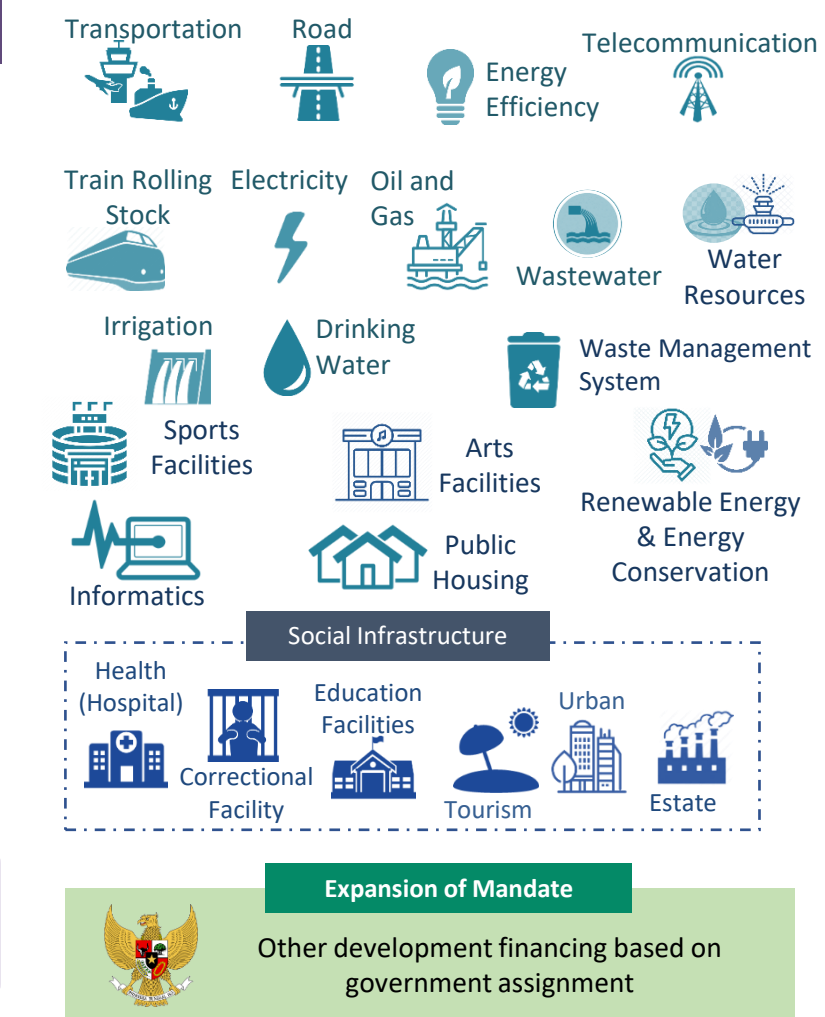 Transportation
Road
Telecommunication
Energy
Efficiency
Train Rolling
Stock
Electricity
Oil and
Gas
Wastewater
Water
Resources
Irrigation
Drinking
Water
Waste Management
System
Sports
Facilities
Arts
Facilities
Renewable Energy
& Energy
Conservation
Informatics
Public
Housing
Social Infrastructure
Health
(Hospital)
Correctional
Facility
Education
Facilities
Tourism
Urban
Estate
Expansion of Mandate
Other development financing based on
government assignment